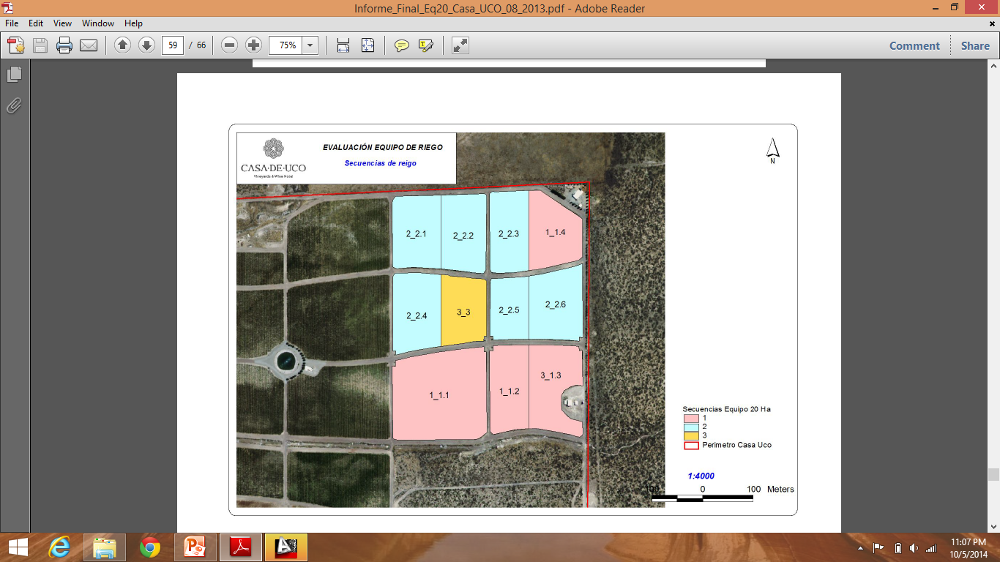 Informe_Final_Eq20_Casa_UCO_08_2013.pdf - Adobe Reader
File Edit View Window Help
59 / 66
75%
Comment Share
CASA·DE·UCO
Vineyards & Wine Hotel
EVALUACIÓN EQUIPO DE RIEGO
Secuencias de reigo
N
2_2.1
2_2.2
2_2.3
1_1.4
2_2.4
3_3
2_2.5
2_2.6
1_1.1
1_1.2
3_1.3
Secuencias Equipo 20 Ha
1
2
3
Perimetro Casa Uco
1:4000
100 0 100 Meters
11:07 PM
10/5/2014